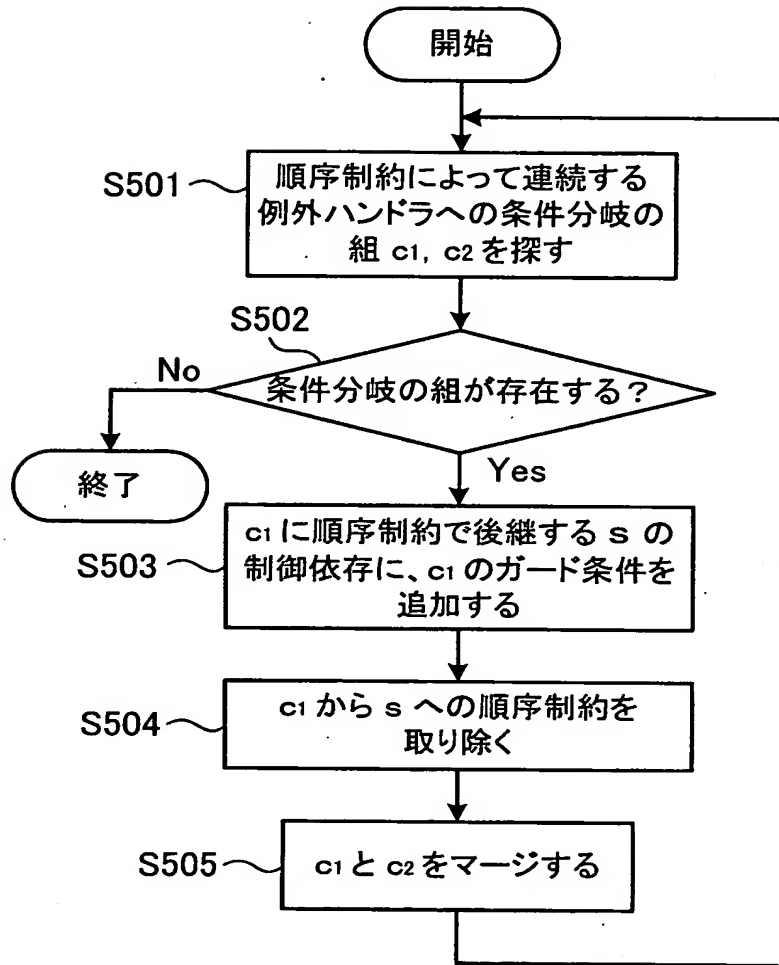 開始
S501
順序制約によって連続する
例外ハンドラへの条件分岐の
組 c1, c2 を探す
S502
No
条件分岐の組が存在する?
Yes
終了
S503
c1 に順序制約で後継する s の
制御依存に、c1 のガード条件を
追加する
S504
c1 から s への順序制約を
取り除く
S505
c1 と c2 をマージする